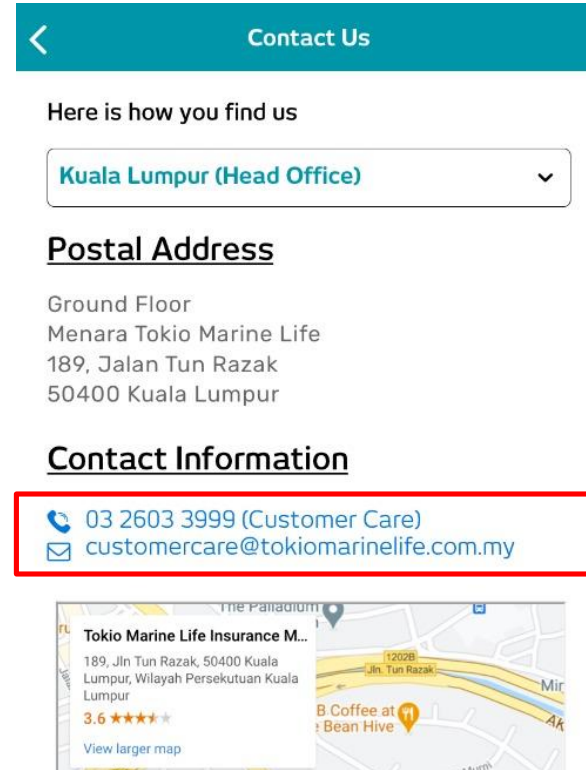 Contact Us
Here is how you find us
Kuala Lumpur (Head Office)
Postal Address
Ground Floor
Menara Tokio Marine Life
189, Jalan Tun Razak
50400 Kuala Lumpur
Contact Information
03 2603 3999 (Customer Care)
customercare@tokiomarinelife.com.my
The Palladium
Tokio Marine Life Insurance M...
189, Jln Tun Razak, 50400 Kuala
Lumpur, Wilayah Persekutuan Kuala
Lumpur
3.6
View larger map
1202B
Jln. Tun Razak
B Coffee at
Bean Hive